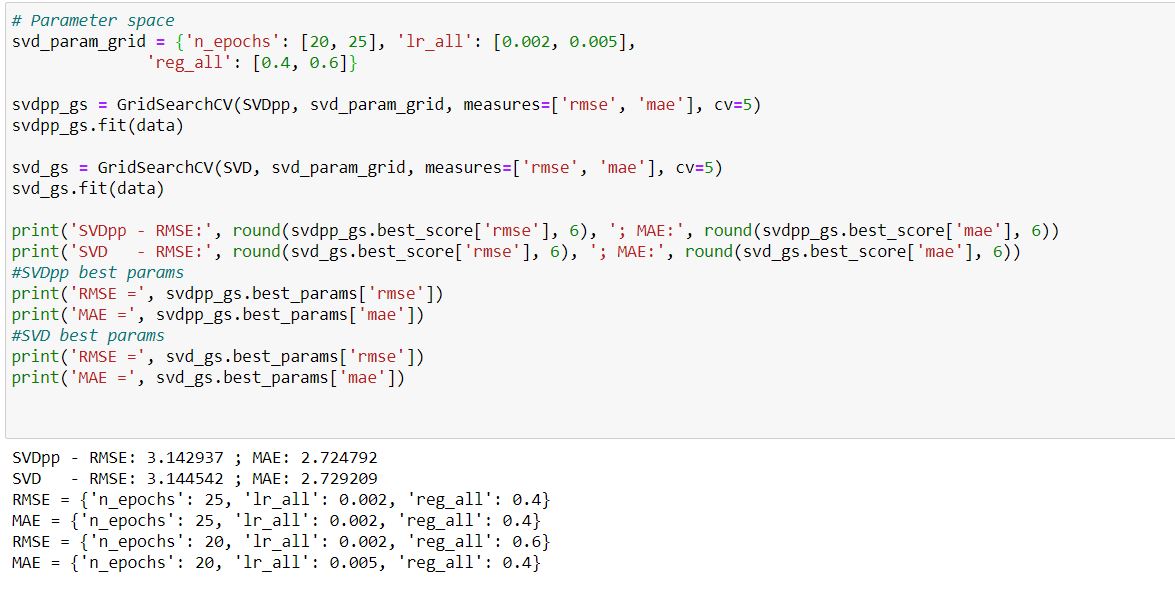 # Parameter space
svd_param_grid = {'n_epochs': [20, 25], 'lr_all': [0.002, 0.005],
              'reg_all': [0.4, 0.6]}
svdpp_gs = GridSearchCV(SVDpp, svd_param_grid, measures=['rmse', 'mae'], cv=5)
svdpp_gs.fit(data)
svd_gs = GridSearchCV(SVD, svd_param_grid, measures=['rmse', 'mae'], cv=5)
svd_gs.fit(data)
print('SVDpp - RMSE:', round(svdpp_gs.best_score['rmse'], 6), '; MAE:', round(svdpp_gs.best_score['mae'], 6))
print('SVD   - RMSE:', round(svd_gs.best_score['rmse'], 6), '; MAE:', round(svd_gs.best_score['mae'], 6))
#SVDpp best params
print('RMSE =', svdpp_gs.best_params['rmse'])
print('MAE =', svdpp_gs.best_params['mae'])
#SVD best params
print('RMSE =', svd_gs.best_params['rmse'])
print('MAE =', svd_gs.best_params['mae'])
SVDpp - RMSE: 3.142937 ; MAE: 2.724792
SVD   - RMSE: 3.144542 ; MAE: 2.729209
RMSE = {'n_epochs': 25, 'lr_all': 0.002, 'reg_all': 0.4}
MAE = {'n_epochs': 25, 'lr_all': 0.002, 'reg_all': 0.4}
RMSE = {'n_epochs': 20, 'lr_all': 0.002, 'reg_all': 0.6}
MAE = {'n_epochs': 20, 'lr_all': 0.005, 'reg_all': 0.4}